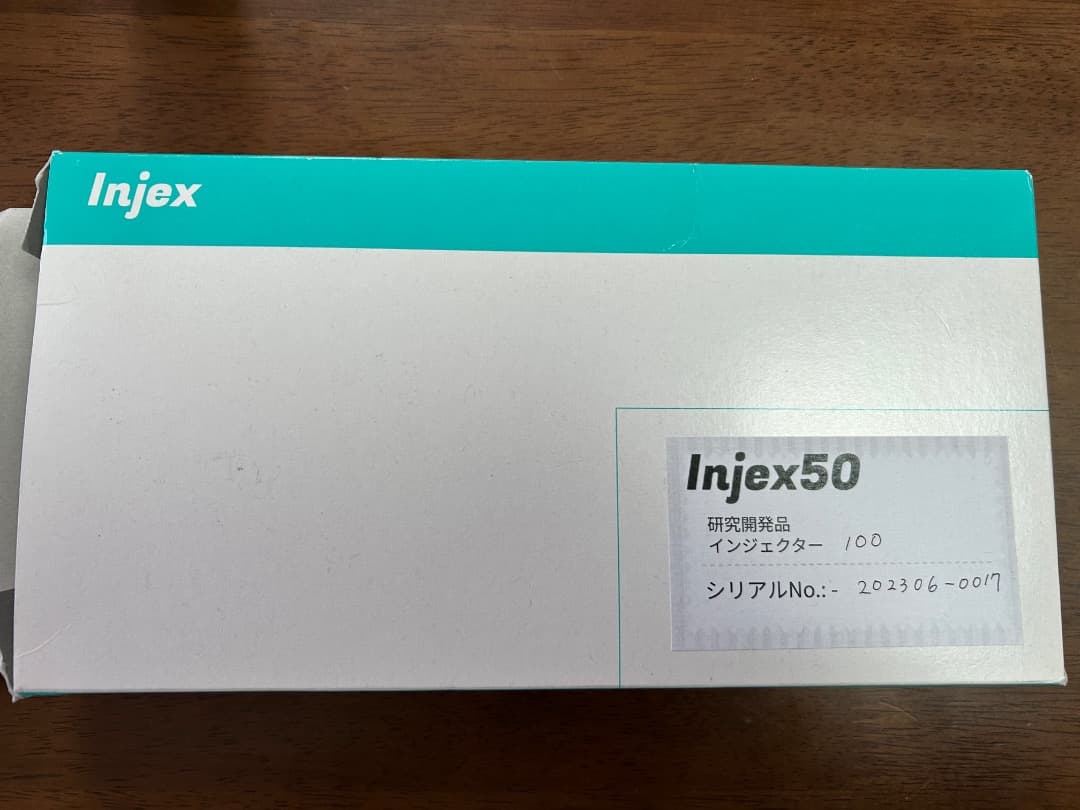 Injex
Injex50
研究開発品
インジェクター 100
シリアルNo.: - 202306-0017